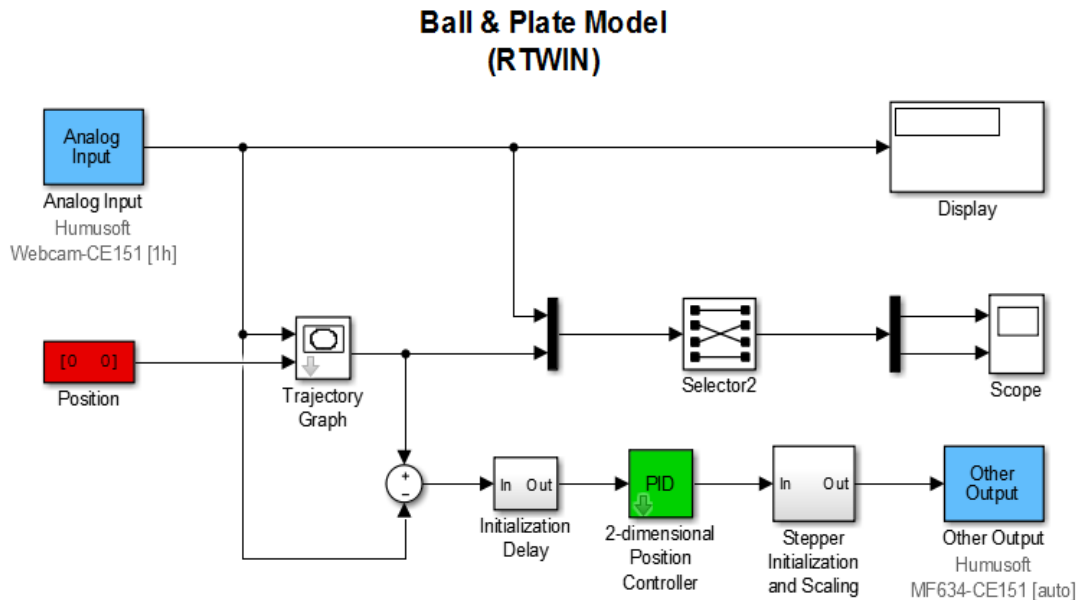 Ball & Plate Model
(RTWIN)
Analog
Input
Analog Input
Humusoft
Webcam-CE151 [1h]
Display
[0 0]
Position
Trajectory
Graph
Selector2
Scope
+
−
In Out
Initialization
Delay
PID
2-dimensional
Position
Controller
In Out
Stepper
Initialization
and Scaling
Other
Output
Other Output
Humusoft
MF634-CE151 [auto]